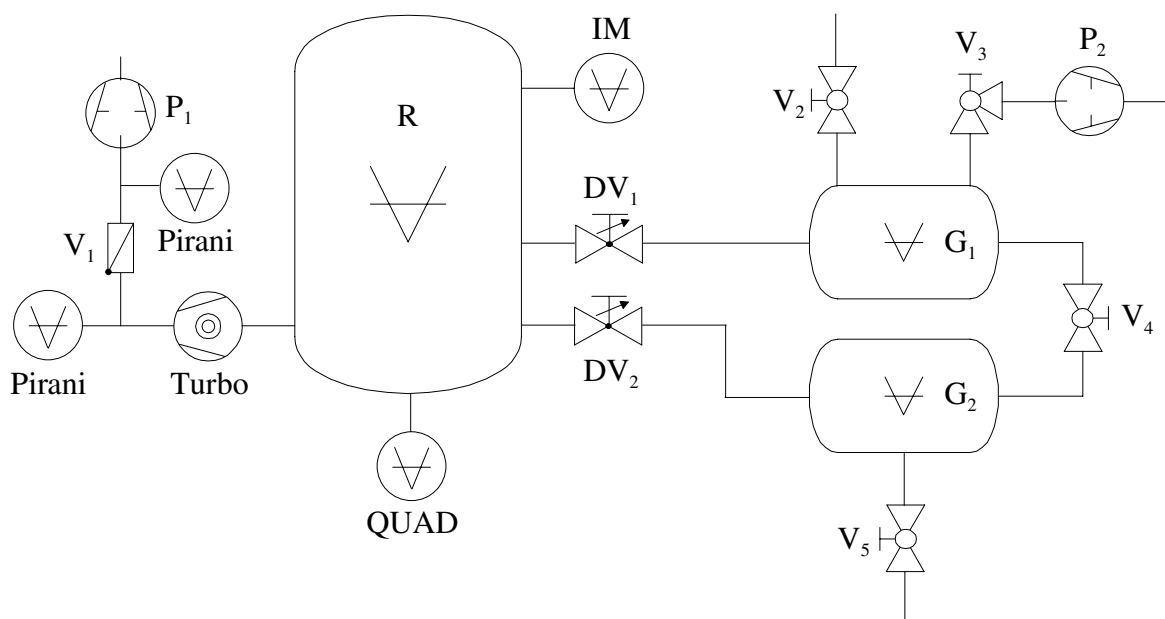 IM
V₃
P₂
P₁
R
V₂
DV₁
V₁
Pirani
G₁
V₄
Pirani
Turbo
DV₂
G₂
QUAD
V₅